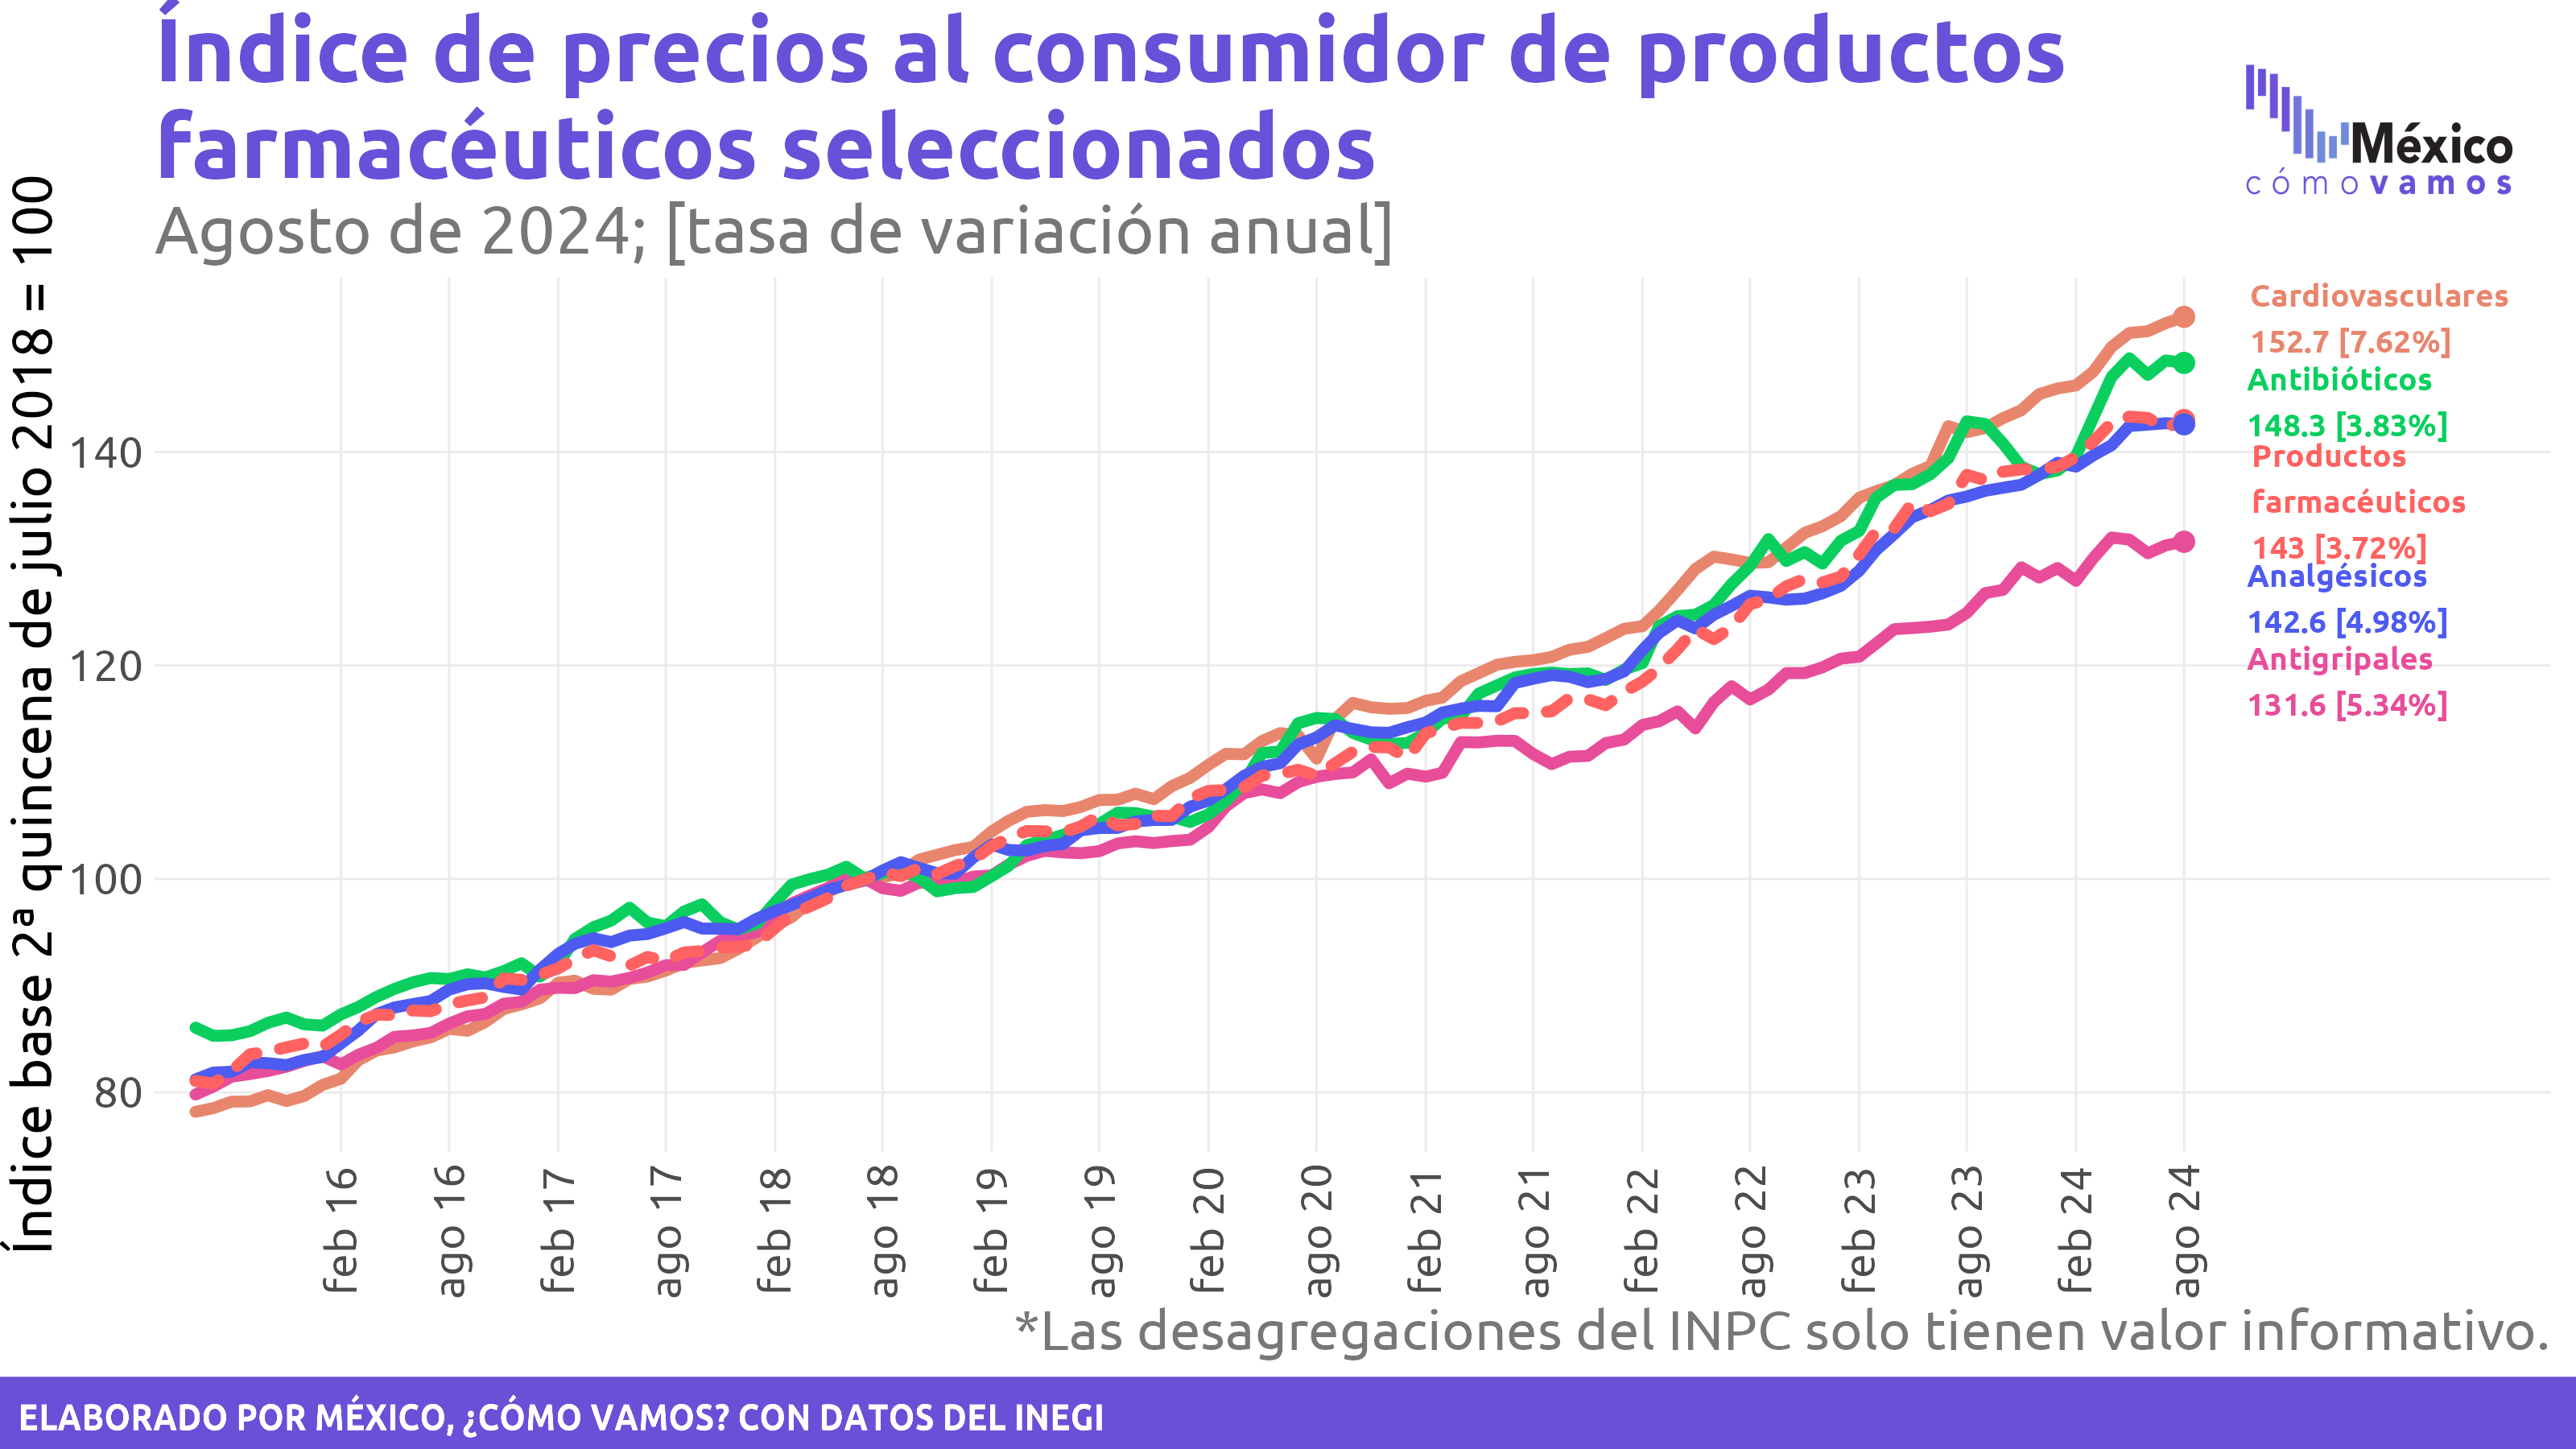 Índice de precios al consumidor de productos
farmacéuticos seleccionados
Agosto de 2024; [tasa de variación anual]
México
cómo vamos
Índice base 2ª quincena de julio 2018 = 100
140
120
100
80
Cardiovasculares
152.7 [7.62%]
Antibióticos
148.3 [3.83%]
Productos
farmacéuticos
143 [3.72%]
Analgésicos
142.6 [4.98%]
Antigripales
131.6 [5.34%]
feb 16
ago 16
feb 17
ago 17
feb 18
ago 18
feb 19
ago 19
feb 20
ago 20
feb 21
ago 21
feb 22
ago 22
feb 23
ago 23
feb 24
ago 24
*Las desagregaciones del INPC solo tienen valor informativo.
ELABORADO POR MÉXICO, ¿CÓMO VAMOS? CON DATOS DEL INEGI